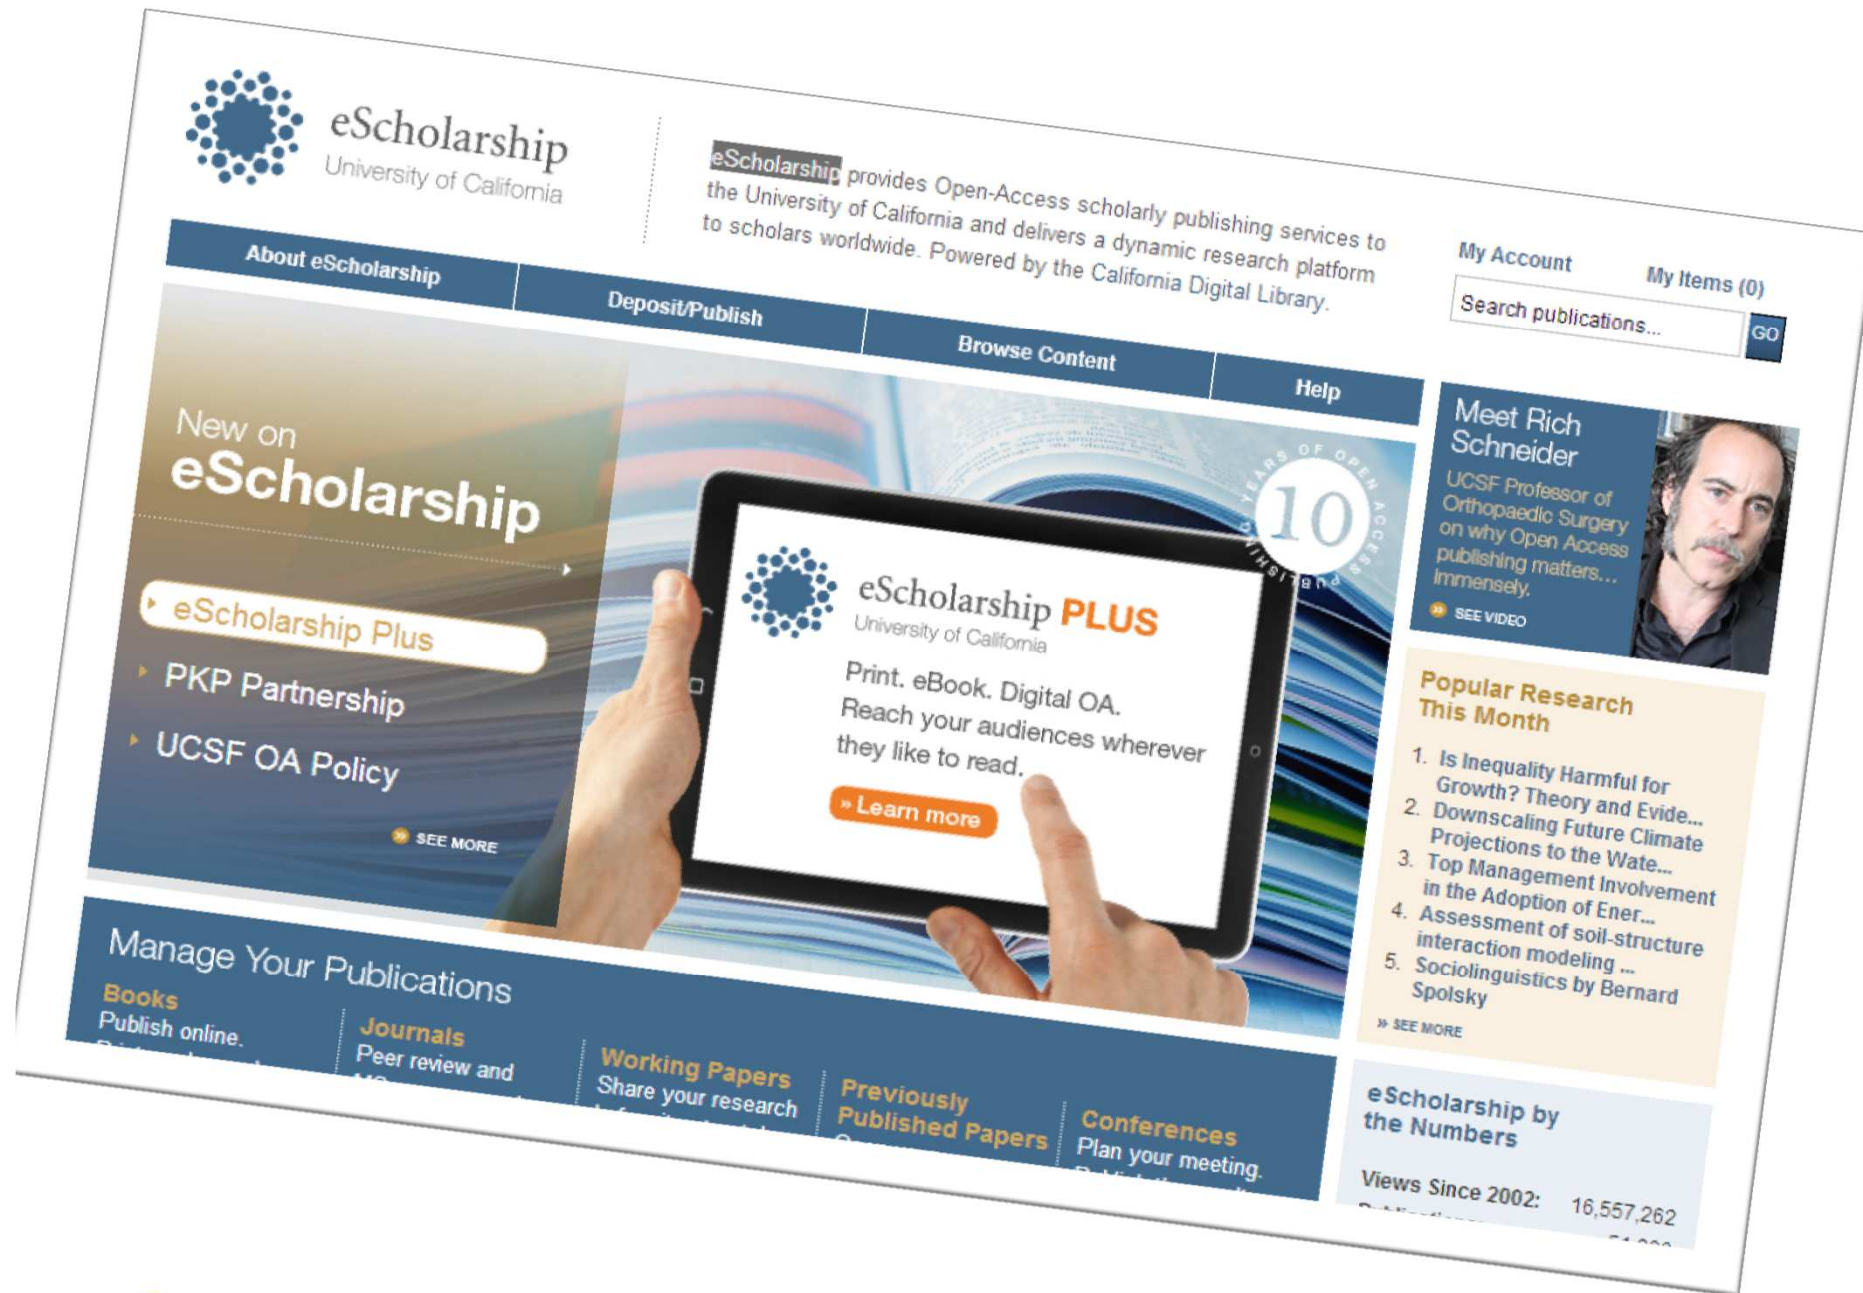 eScholarship
University of California
eScholarship provides Open-Access scholarly publishing services to
the University of California and delivers a dynamic research platform
to scholars worldwide. Powered by the California Digital Library.
My Account
My Items (0)
Search publications...
GO
About eScholarship
Deposit/Publish
Browse Content
Help
New on
eScholarship
eScholarship Plus
PKP Partnership
UCSF OA Policy
» SEE MORE
10
YEARS OF OPEN ACCESS PUBLISHING
eScholarship PLUS
University of California
Print. eBook. Digital OA.
Reach your audiences wherever
they like to read.
» Learn more
Meet Rich
Schneider
UCSF Professor of
Orthopaedic Surgery
on why Open Access
publishing matters...
Immensely.
» SEE VIDEO
Popular Research
This Month
1. Is Inequality Harmful for
Growth? Theory and Evide...
2. Downscaling Future Climate
Projections to the Wate...
3. Top Management Involvement
in the Adoption of Ener...
4. Assessment of soil-structure
interaction modeling ...
5. Sociolinguistics by Bernard
Spolsky
» SEE MORE
Manage Your Publications
Books
Publish online.
Journals
Peer review and
Working Papers
Share your research
Previously
Published Papers
Conferences
Plan your meeting.
eScholarship by
the Numbers
Views Since 2002: 16,557,262